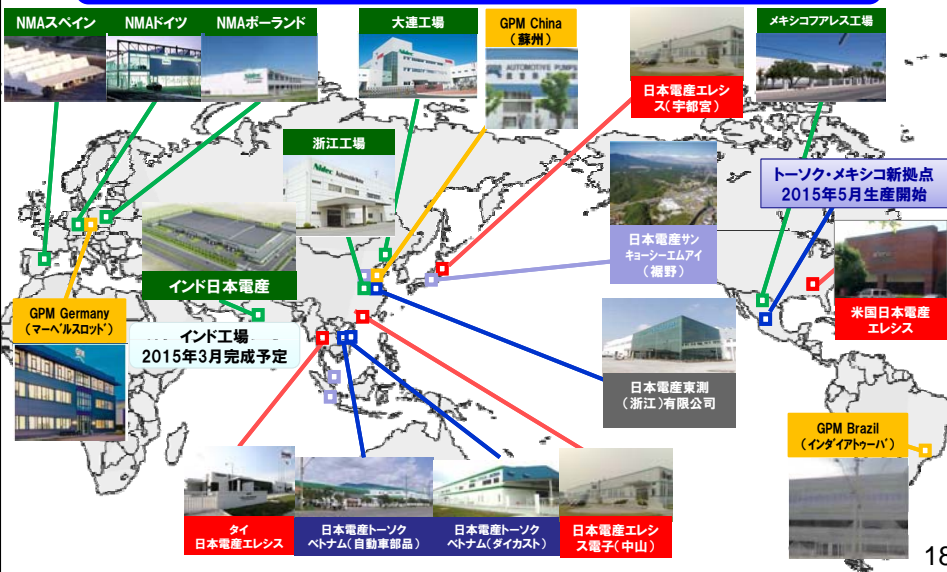 NMAスペイン
NMAドイツ
NMAポーランド
大連工場
GPM China
（蘇州）
日本電産エレシ
ス（宇都宮）
メキシコファレス工場
AUTOMOTIVE PUMPS
浙江工場
Nidec
トーソク・メキシコ新拠点
2015年5月生産開始
日本電産サン
キョーシーエムアイ
（裾野）
インド日本電産
GPM Germany
（マーベルスロッド）
インド工場
2015年3月完成予定
米国日本電産
エレシス
日本電産東測
（浙江）有限公司
GPM Brazil
（インダイアトゥーバ）
タイ
日本電産エレシス
日本電産トーソク
ベトナム（自動車部品）
日本電産トーソク
ベトナム（ダイカスト）
日本電産エレシ
ス電子（中山）
18